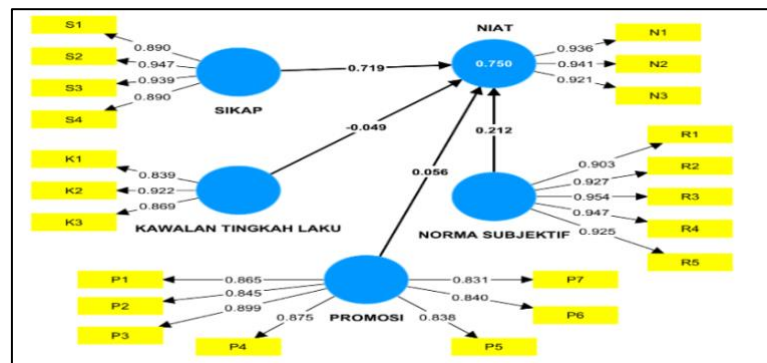 S1
S2
S3
S4
0.890
0.947
0.939
0.890
SIKAP
0.719
NIAT
0.750
0.936
0.941
0.921
N1
N2
N3
K1
K2
K3
0.839
0.922
0.869
KAWALAN TINGKAH LAKU
-0.049
0.056
0.212
NORMA SUBJEKTIF
0.903
0.927
0.954
0.947
0.925
R1
R2
R3
R4
R5
P1
P2
P3
P4
0.865
0.845
0.899
0.875
PROMOSI
0.831
0.840
0.838
P7
P6
P5